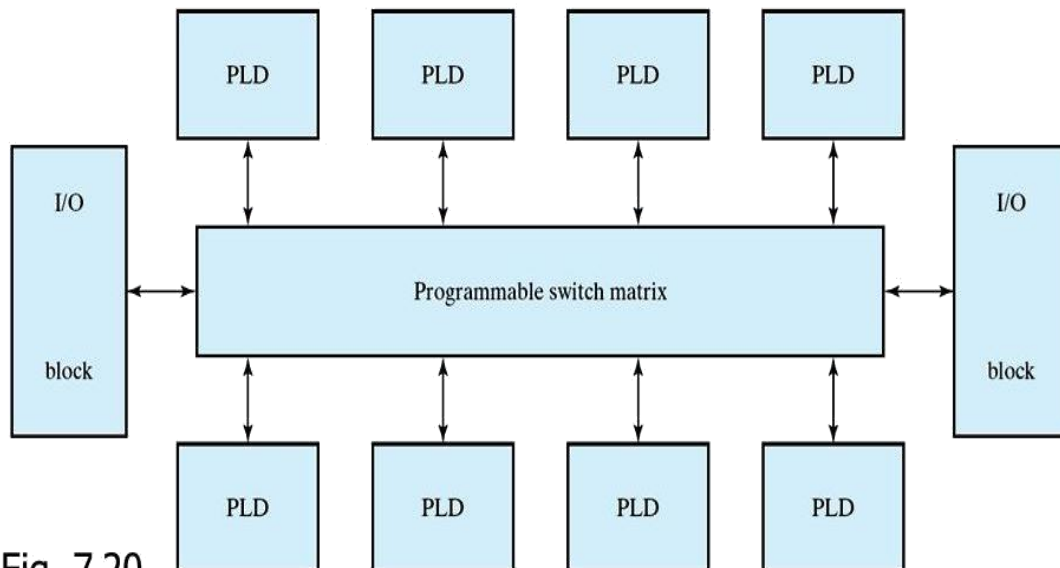 PLD PLD PLD PLD
I/O I/O
Programmable switch matrix
block block
PLD PLD PLD PLD
Fig. 7.20